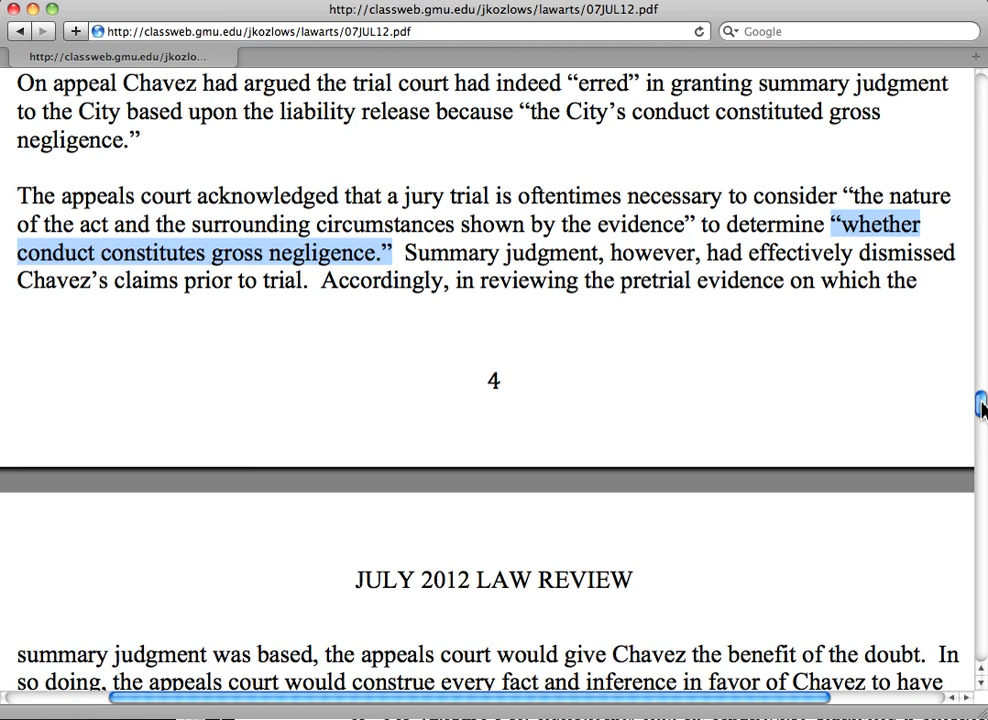 http://classweb.gmu.edu/jkozlows/lawarts/07JUL12.pdf
http://classweb.gmu.edu/jkozlows/lawarts/07JUL12.pdf
Google
http://classweb.gmu.edu/jkozlo...
On appeal Chavez had argued the trial court had indeed “erred” in granting summary judgment
to the City based upon the liability release because “the City’s conduct constituted gross
negligence.”
The appeals court acknowledged that a jury trial is oftentimes necessary to consider “the nature
of the act and the surrounding circumstances shown by the evidence” to determine “whether
conduct constitutes gross negligence.” Summary judgment, however, had effectively dismissed
Chavez’s claims prior to trial. Accordingly, in reviewing the pretrial evidence on which the
4
JULY 2012 LAW REVIEW
summary judgment was based, the appeals court would give Chavez the benefit of the doubt. In
so doing, the appeals court would construe every fact and inference in favor of Chavez to have